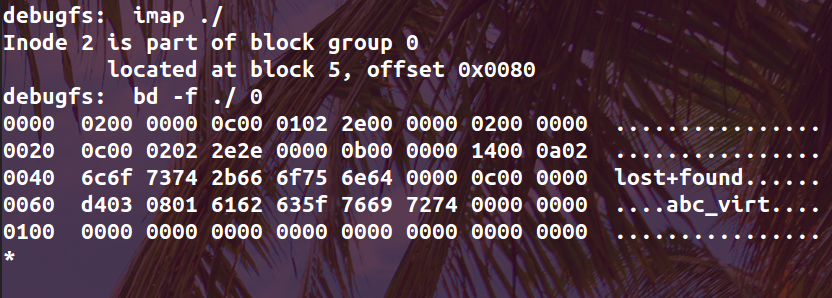 debugfs:  imap ./
Inode 2 is part of block group 0
        located at block 5, offset 0x0080
debugfs:  bd -f ./ 0
0000  0200 0000 0c00 0102 2e00 0000 0200 0000  ................
0020  0c00 0202 2e2e 0000 0b00 0000 1400 0a02  ................
0040  6c6f 7374 2b66 6f75 6e64 0000 0c00 0000  lost+found......
0060  d403 0801 6162 635f 7669 7274 0000 0000  ....abc_virt....
0100  0000 0000 0000 0000 0000 0000 0000 0000  ................
*